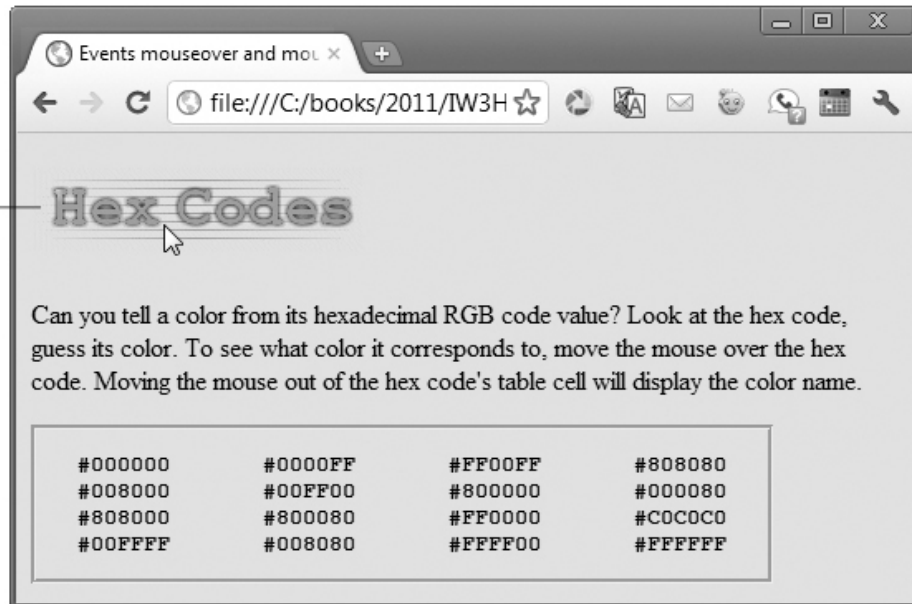 Events mouseover and mou
file:///C:/books/2011/IW3H
Hex Codes
Can you tell a color from its hexadecimal RGB code value? Look at the hex code,
guess its color. To see what color it corresponds to, move the mouse over the hex
code. Moving the mouse out of the hex code's table cell will display the color name.
#000000 #0000FF #FF00FF #808080
#008000 #00FF00 #800000 #000080
#808000 #800080 #FF0000 #C0C0C0
#00FFFF #008080 #FFFF00 #FFFFFF